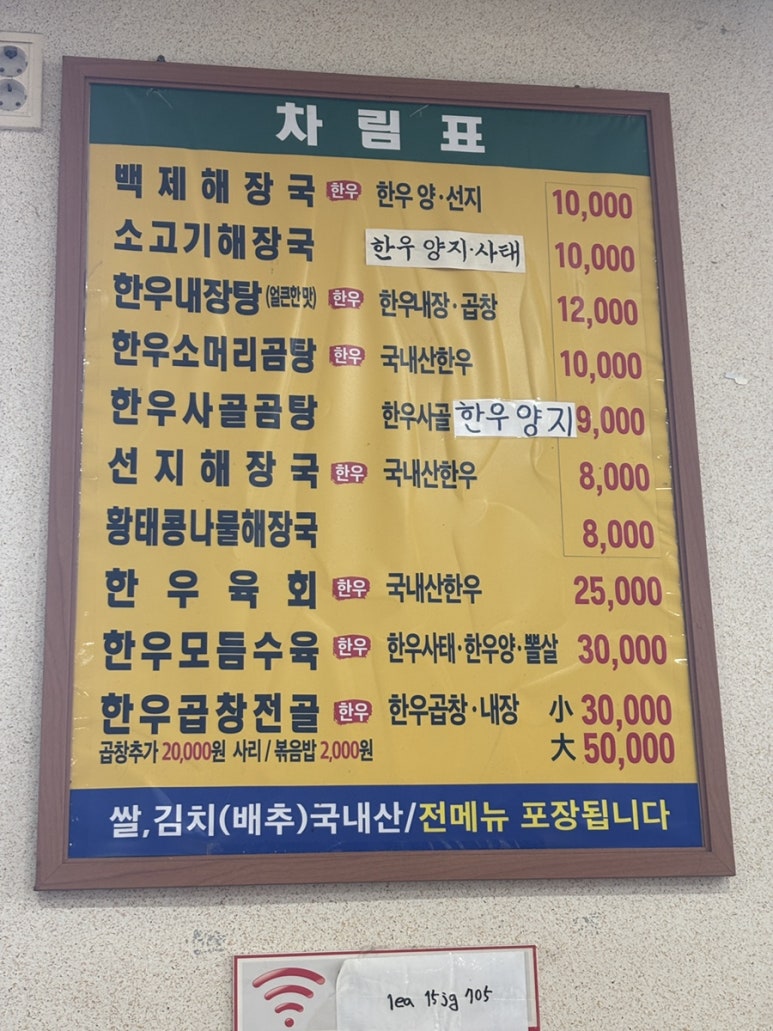 차림표
백제해장국 한우 한우 양·선지 10,000
소고기해장국 한우 양지·사태 10,000
한우내장탕(얼큰한 맛) 한우 한우내장·곱창 12,000
한우소머리곰탕 한우 국내산한우 10,000
한우사골곰탕 한우사골 한우 양지 9,000
선지해장국 한우 국내산한우 8,000
황태콩나물해장국 8,000
한우육회 한우 국내산한우 25,000
한우모듬수육 한우 한우사태·한우양·뽈살 30,000
한우곱창전골 한우 한우곱창·내장 小 30,000
곱창추가 20,000원 사리/볶음밥 2,000원 大 50,000
쌀,김치(배추)국내산/전메뉴 포장됩니다
1ea 153g 705